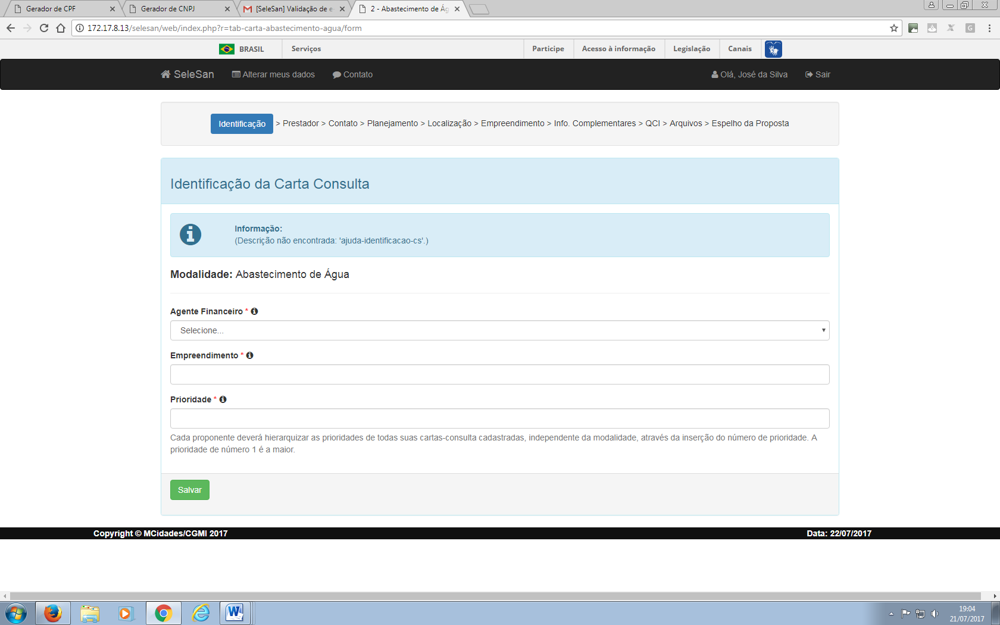 Gerador de CPF
Gerador de CNPJ
[SeleSan] Validação de e-
2 - Abastecimento de Ág
172.17.8.13/selesan/web/index.php?r=tab-carta-abastecimento-agua/form
BRASIL
Serviços
Participe
Acesso à informação
Legislação
Canais
SeleSan
Alterar meus dados
Contato
Olá, José da Silva
Sair
Identificação > Prestador > Contato > Planejamento > Localização > Empreendimento > Info. Complementares > QCI > Arquivos > Espelho da Proposta
Identificação da Carta Consulta
Informação:
(Descrição não encontrada: 'ajuda-identificacao-cs'.)
Modalidade: Abastecimento de Água
Agente Financeiro *
Selecione...
Empreendimento *
Prioridade *
Cada proponente deverá hierarquizar as prioridades de todas suas cartas-consulta cadastradas, independente da modalidade, através da inserção do número de prioridade. A
prioridade de número 1 é a maior.
Salvar
Copyright © MCidades/CGMI 2017
Data: 22/07/2017
19:04
21/07/2017